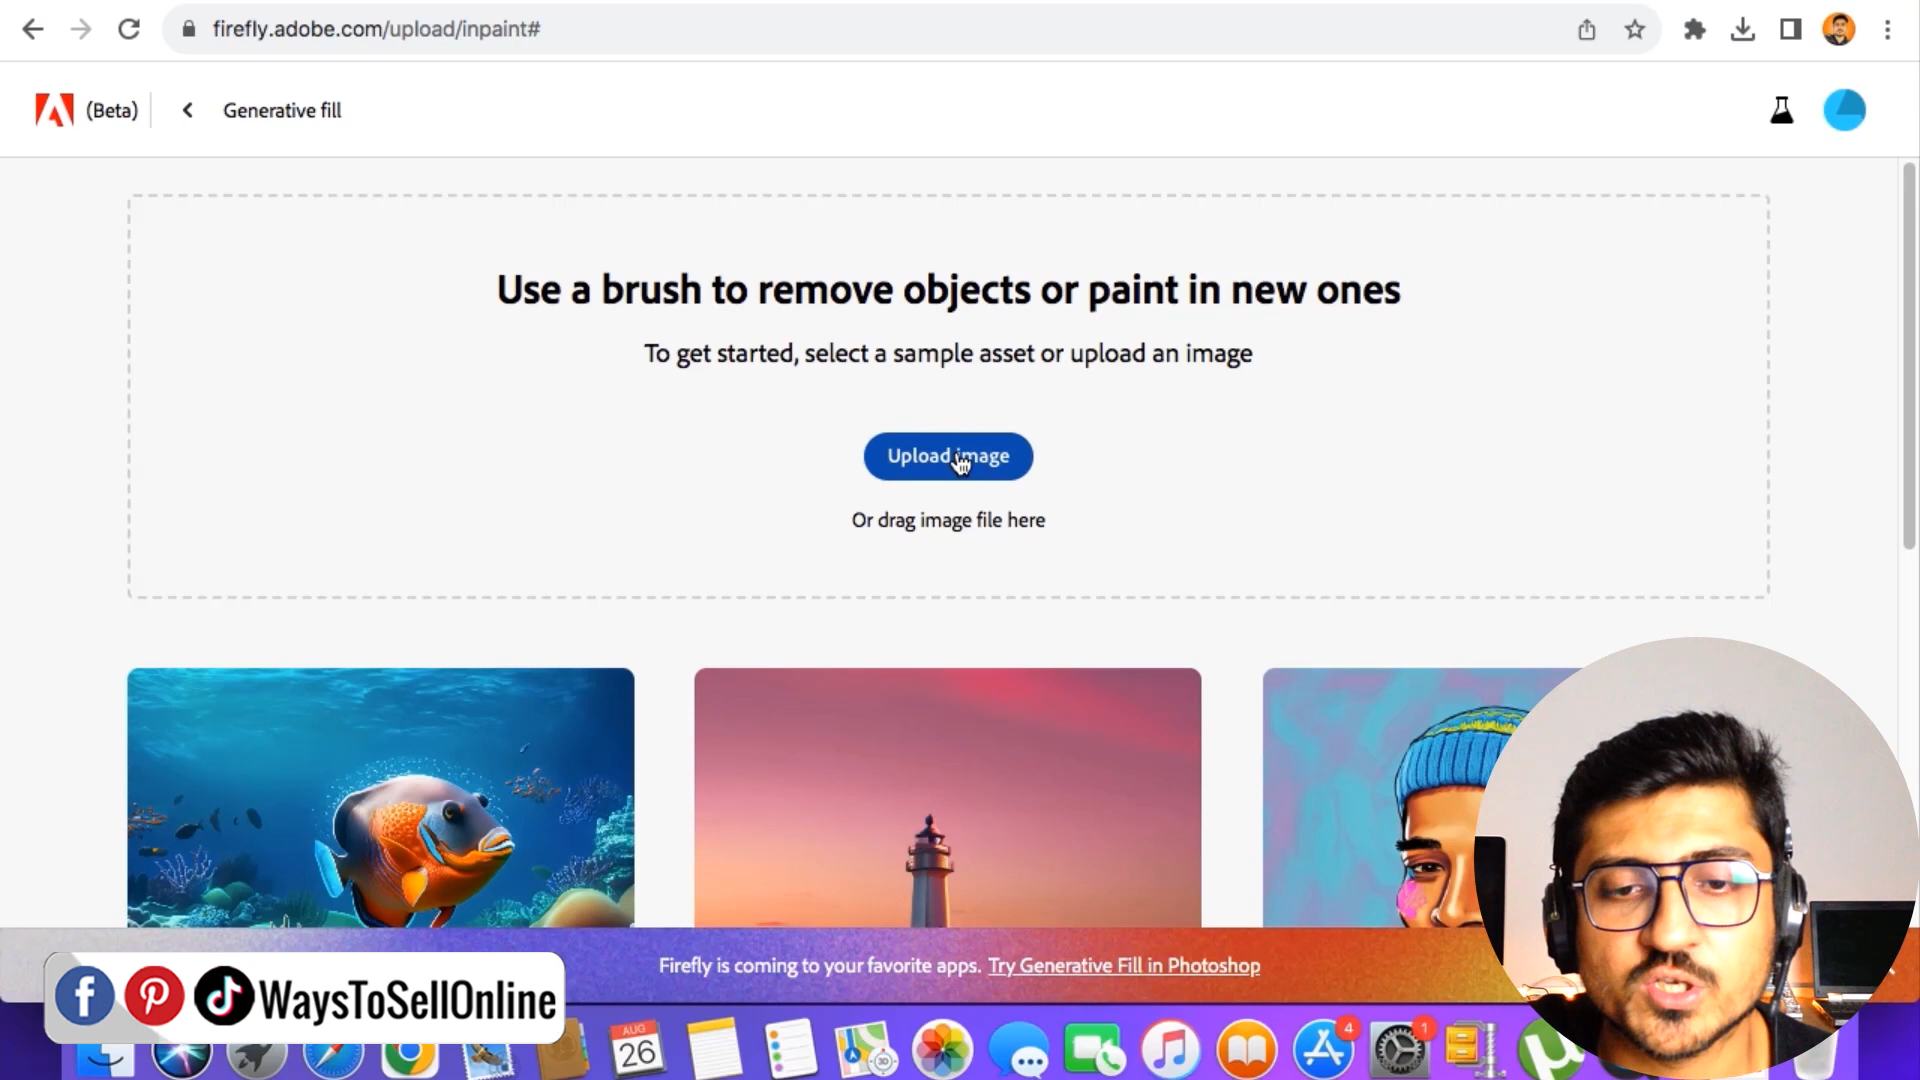 firefly.adobe.com/upload/inpaint#
(Beta)
Generative fill
Use a brush to remove objects or paint in new ones
To get started, select a sample asset or upload an image
Upload image
Or drag image file here
Firefly is coming to your favorite apps. Try Generative Fill in Photoshop
WaysToSellOnline
AUG
26
3D
4
1